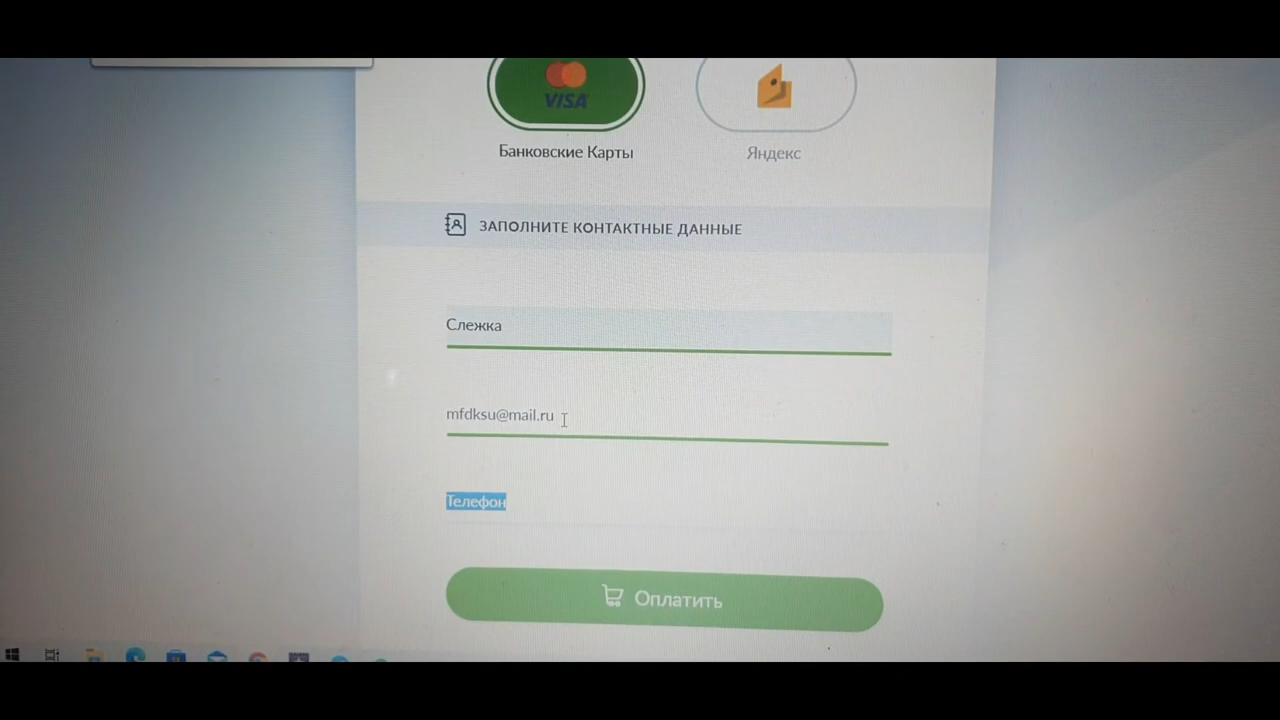 VISA
Банковские Карты
Яндекс
ЗАПОЛНИТЕ КОНТАКТНЫЕ ДАННЫЕ
Слежка
mfdksu@mail.ru
Телефон
Оплатить